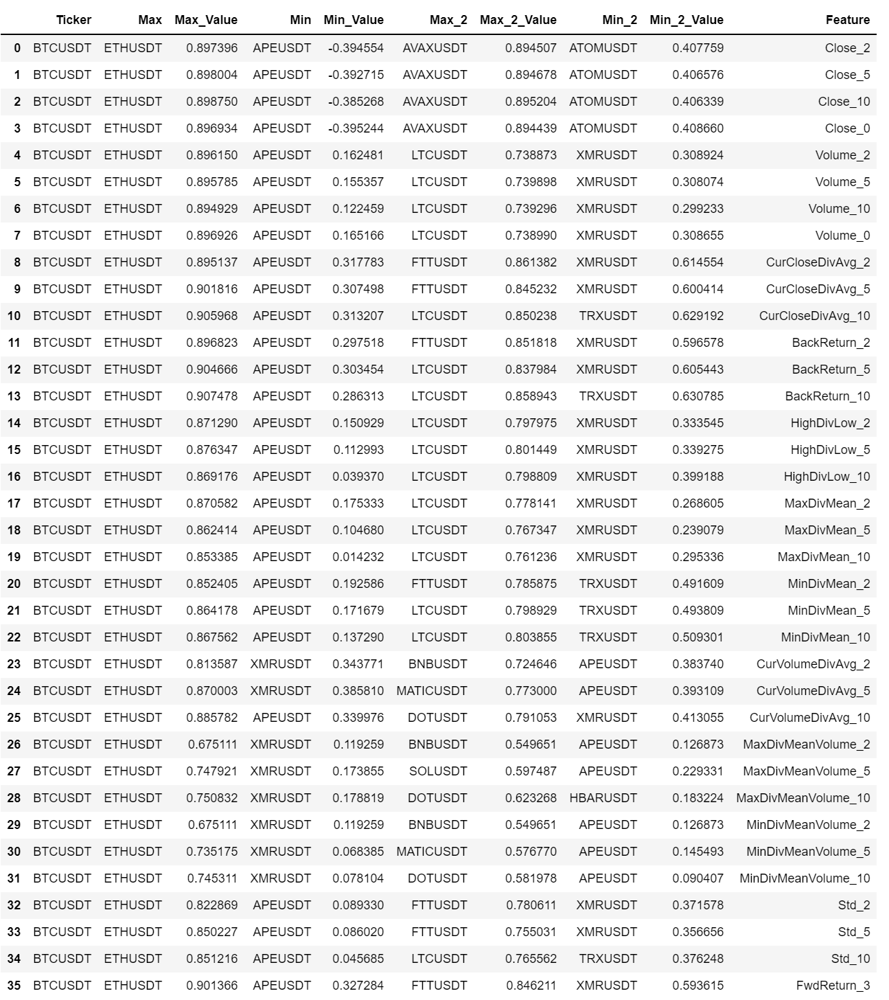 Ticker Max Max_Value Min Min_Value Max_2 Max_2_Value Min_2 Min_2_Value Feature
0 BTCUSDT ETHUSDT 0.897396 APEUSDT -0.394554 AVAXUSDT 0.894507 ATOMUSDT 0.407759 Close_2
1 BTCUSDT ETHUSDT 0.898004 APEUSDT -0.392715 AVAXUSDT 0.894678 ATOMUSDT 0.406576 Close_5
2 BTCUSDT ETHUSDT 0.898750 APEUSDT -0.385268 AVAXUSDT 0.895204 ATOMUSDT 0.406339 Close_10
3 BTCUSDT ETHUSDT 0.896934 APEUSDT -0.395244 AVAXUSDT 0.894439 ATOMUSDT 0.408660 Close_0
4 BTCUSDT ETHUSDT 0.896150 APEUSDT 0.162481 LTCUSDT 0.738873 XMRUSDT 0.308924 Volume_2
5 BTCUSDT ETHUSDT 0.895785 APEUSDT 0.155357 LTCUSDT 0.739898 XMRUSDT 0.308074 Volume_5
6 BTCUSDT ETHUSDT 0.894929 APEUSDT 0.122459 LTCUSDT 0.739296 XMRUSDT 0.299233 Volume_10
7 BTCUSDT ETHUSDT 0.896926 APEUSDT 0.165166 LTCUSDT 0.738990 XMRUSDT 0.308655 Volume_0
8 BTCUSDT ETHUSDT 0.895137 APEUSDT 0.317783 FTTUSDT 0.861382 XMRUSDT 0.614554 CurCloseDivAvg_2
9 BTCUSDT ETHUSDT 0.901816 APEUSDT 0.307498 FTTUSDT 0.845232 XMRUSDT 0.600414 CurCloseDivAvg_5
10 BTCUSDT ETHUSDT 0.905968 APEUSDT 0.313207 LTCUSDT 0.850238 TRXUSDT 0.629192 CurCloseDivAvg_10
11 BTCUSDT ETHUSDT 0.896823 APEUSDT 0.297518 FTTUSDT 0.851818 XMRUSDT 0.596578 BackReturn_2
12 BTCUSDT ETHUSDT 0.904666 APEUSDT 0.303454 LTCUSDT 0.837984 XMRUSDT 0.605443 BackReturn_5
13 BTCUSDT ETHUSDT 0.907478 APEUSDT 0.286313 LTCUSDT 0.858943 TRXUSDT 0.630785 BackReturn_10
14 BTCUSDT ETHUSDT 0.871290 APEUSDT 0.150929 LTCUSDT 0.797975 XMRUSDT 0.333545 HighDivLow_2
15 BTCUSDT ETHUSDT 0.876347 APEUSDT 0.112993 LTCUSDT 0.801449 XMRUSDT 0.339275 HighDivLow_5
16 BTCUSDT ETHUSDT 0.869176 APEUSDT 0.039370 LTCUSDT 0.798809 XMRUSDT 0.399188 HighDivLow_10
17 BTCUSDT ETHUSDT 0.870582 APEUSDT 0.175333 LTCUSDT 0.778141 XMRUSDT 0.268605 MaxDivMean_2
18 BTCUSDT ETHUSDT 0.862414 APEUSDT 0.104680 LTCUSDT 0.767347 XMRUSDT 0.239079 MaxDivMean_5
19 BTCUSDT ETHUSDT 0.853385 APEUSDT 0.014232 LTCUSDT 0.761236 XMRUSDT 0.295336 MaxDivMean_10
20 BTCUSDT ETHUSDT 0.852405 APEUSDT 0.192586 FTTUSDT 0.785875 TRXUSDT 0.491609 MinDivMean_2
21 BTCUSDT ETHUSDT 0.864178 APEUSDT 0.171679 LTCUSDT 0.798929 TRXUSDT 0.493809 MinDivMean_5
22 BTCUSDT ETHUSDT 0.867562 APEUSDT 0.137290 LTCUSDT 0.803855 TRXUSDT 0.509301 MinDivMean_10
23 BTCUSDT ETHUSDT 0.813587 XMRUSDT 0.343771 BNBUSDT 0.724646 APEUSDT 0.383740 CurVolumeDivAvg_2
24 BTCUSDT ETHUSDT 0.870003 XMRUSDT 0.385810 MATICUSDT 0.773000 APEUSDT 0.393109 CurVolumeDivAvg_5
25 BTCUSDT ETHUSDT 0.885782 APEUSDT 0.339976 DOTUSDT 0.791053 XMRUSDT 0.413055 CurVolumeDivAvg_10
26 BTCUSDT ETHUSDT 0.675111 XMRUSDT 0.119259 BNBUSDT 0.549651 APEUSDT 0.126873 MaxDivMeanVolume_2
27 BTCUSDT ETHUSDT 0.747921 XMRUSDT 0.173855 SOLUSDT 0.597487 APEUSDT 0.229331 MaxDivMeanVolume_5
28 BTCUSDT ETHUSDT 0.750832 XMRUSDT 0.178819 DOTUSDT 0.623268 HBARUSDT 0.183224 MaxDivMeanVolume_10
29 BTCUSDT ETHUSDT 0.675111 XMRUSDT 0.119259 BNBUSDT 0.549651 APEUSDT 0.126873 MinDivMeanVolume_2
30 BTCUSDT ETHUSDT 0.735175 XMRUSDT 0.068385 MATICUSDT 0.576770 APEUSDT 0.145493 MinDivMeanVolume_5
31 BTCUSDT ETHUSDT 0.745311 XMRUSDT 0.078104 DOTUSDT 0.581978 APEUSDT 0.090407 MinDivMeanVolume_10
32 BTCUSDT ETHUSDT 0.822869 APEUSDT 0.089330 FTTUSDT 0.780611 XMRUSDT 0.371578 Std_2
33 BTCUSDT ETHUSDT 0.850227 APEUSDT 0.086020 FTTUSDT 0.755031 XMRUSDT 0.356656 Std_5
34 BTCUSDT ETHUSDT 0.851216 APEUSDT 0.045685 LTCUSDT 0.765562 TRXUSDT 0.376248 Std_10
35 BTCUSDT ETHUSDT 0.901366 APEUSDT 0.327284 FTTUSDT 0.846211 XMRUSDT 0.593615 FwdReturn_3